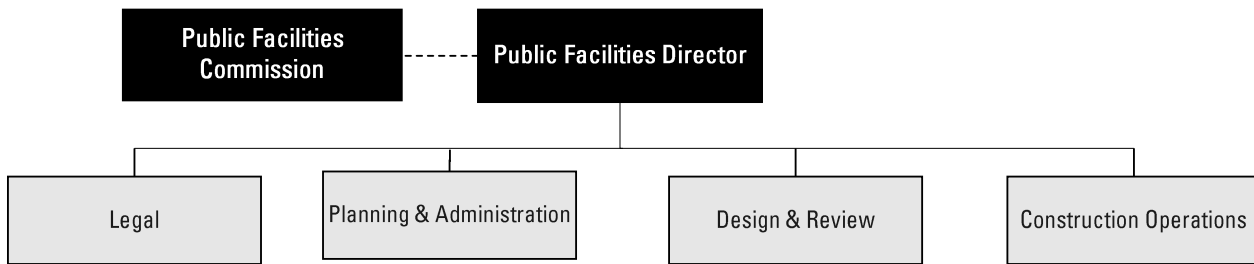 Public Facilities
Commission
Public Facilities Director
Legal
Planning & Administration
Design & Review
Construction Operations